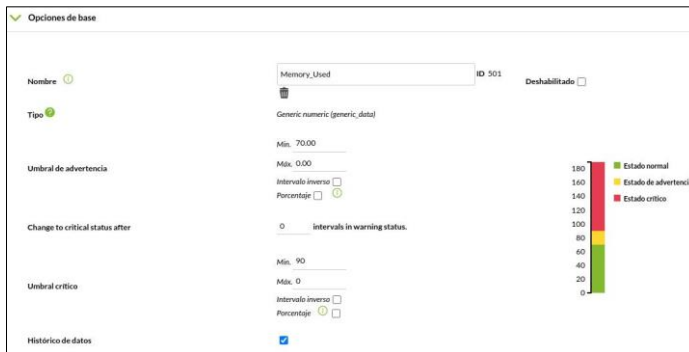 Opciones de base
Nombre
Memory_Used
ID 501
Deshabilitado
Tipo
Generic numeric (generic_data)
Umbral de advertencia
Min. 70.00
Máx. 0.00
Intervalo inverso
Porcentaje
Change to critical status after
0 intervals in warning status.
Umbral crítico
Min. 90
Máx. 0
Intervalo inverso
Porcentaje
Histórico de datos
180
160
140
120
100
80
60
40
20
0
Estado normal
Estado de advertenci
Estado crítico